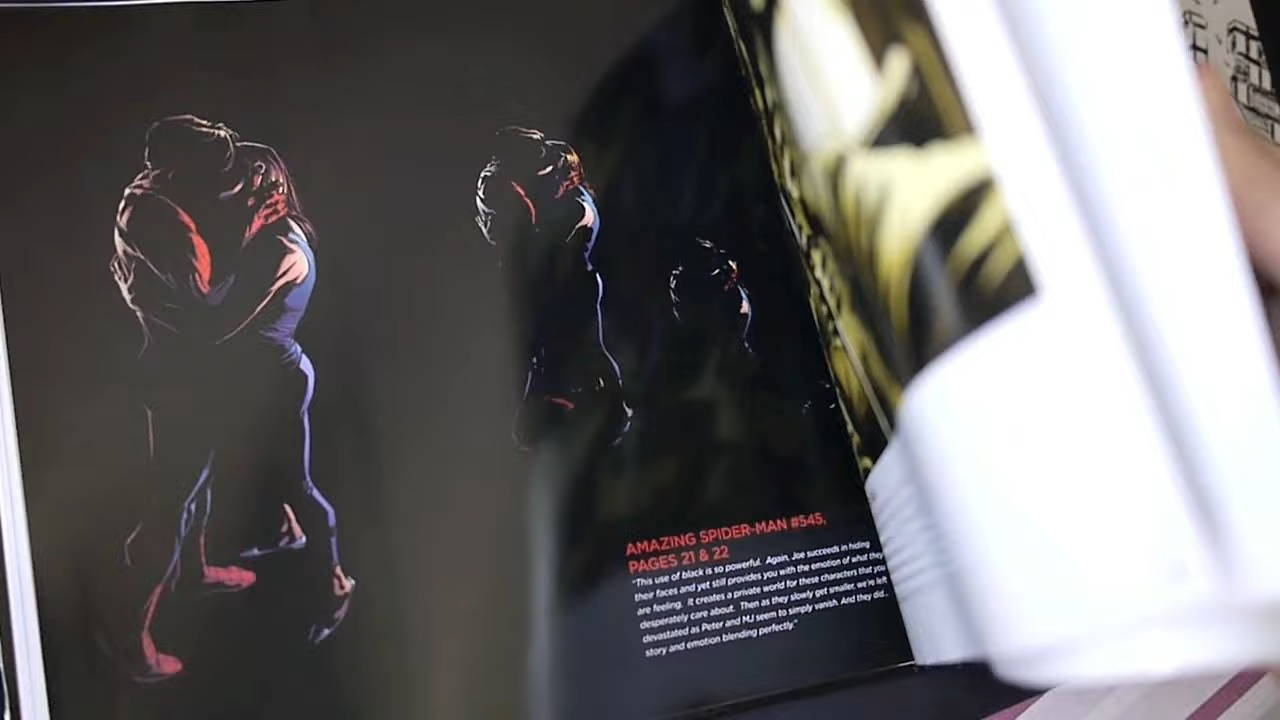 AMAZING SPIDER-MAN #545,
PAGES 21 & 22
"This use of black is so powerful. Again, Joe succeeds in hiding
their faces and yet still provides you with the emotion of what they
are feeling. It creates a private world for these characters that you
desperately care about. Then as they slowly get smaller, we're left
devastated as Peter and MJ seem to simply vanish. And they did...
story and emotion blending perfectly."